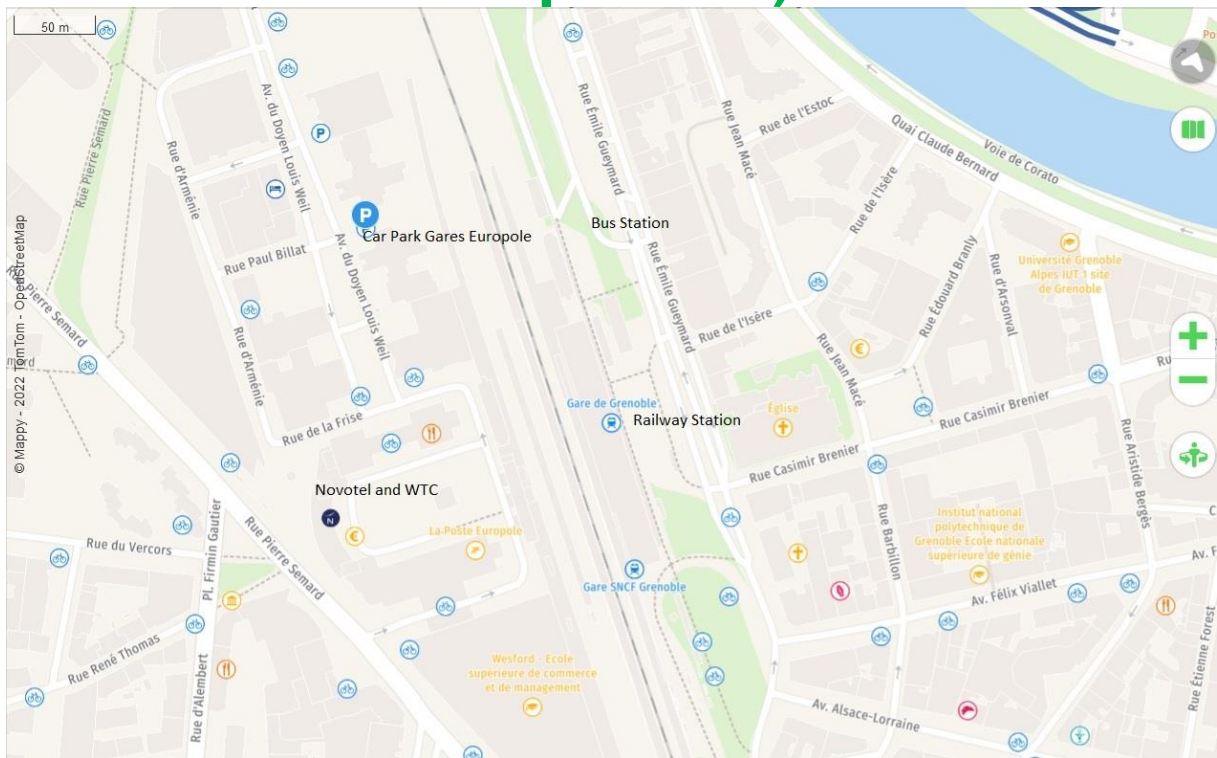 50 m
Po
Rue Pierre Semard
Rue d'Arménie
Av. du Doyen Louis Weil
P
Rue Émile Gueymard
Rue Jean Macé
Rue de l'Estoc
Quai Claude Bernard
Voie de Corato
P
Car Park Gares Europole
Bus Station
Rue Paul Billat
Av. du Doyen Louis Weil
Rue de l'Isère
Rue Édouard Branly
Rue d'Arsonval
Université Grenoble
Alpes IUT 1 site
de Grenoble
Rue Pierre Semard
mard
© Mappy - 2022 TomTom - OpenStreetMap
Rue d'Arménie
Rue Émile Gueymard
Rue de l'Isère
Rue Jean Macé
€
Rue de la Frise
Gare de Grenoble
Railway Station
Église
Rue Casimir Brenier
Ru
Rue Casimir Brenier
Rue Aristide Bergès
Novotel and WTC
N
€
La Poste Europole
Rue Pierre Semard
Rue du Vercors
Pl. Firmin Gautier
Gare SNCF Grenoble
Rue Barbillon
Institut national
polytechnique de
Grenoble Ecole nationale
supérieure de génie
C
Av. F
Av. Félix Viallet
Rue René Thomas
Rue d'Alembert
Wesford - Ecole
supérieure de commerce
et de management
Av. Alsace-Lorraine
Rue Étienne Forest